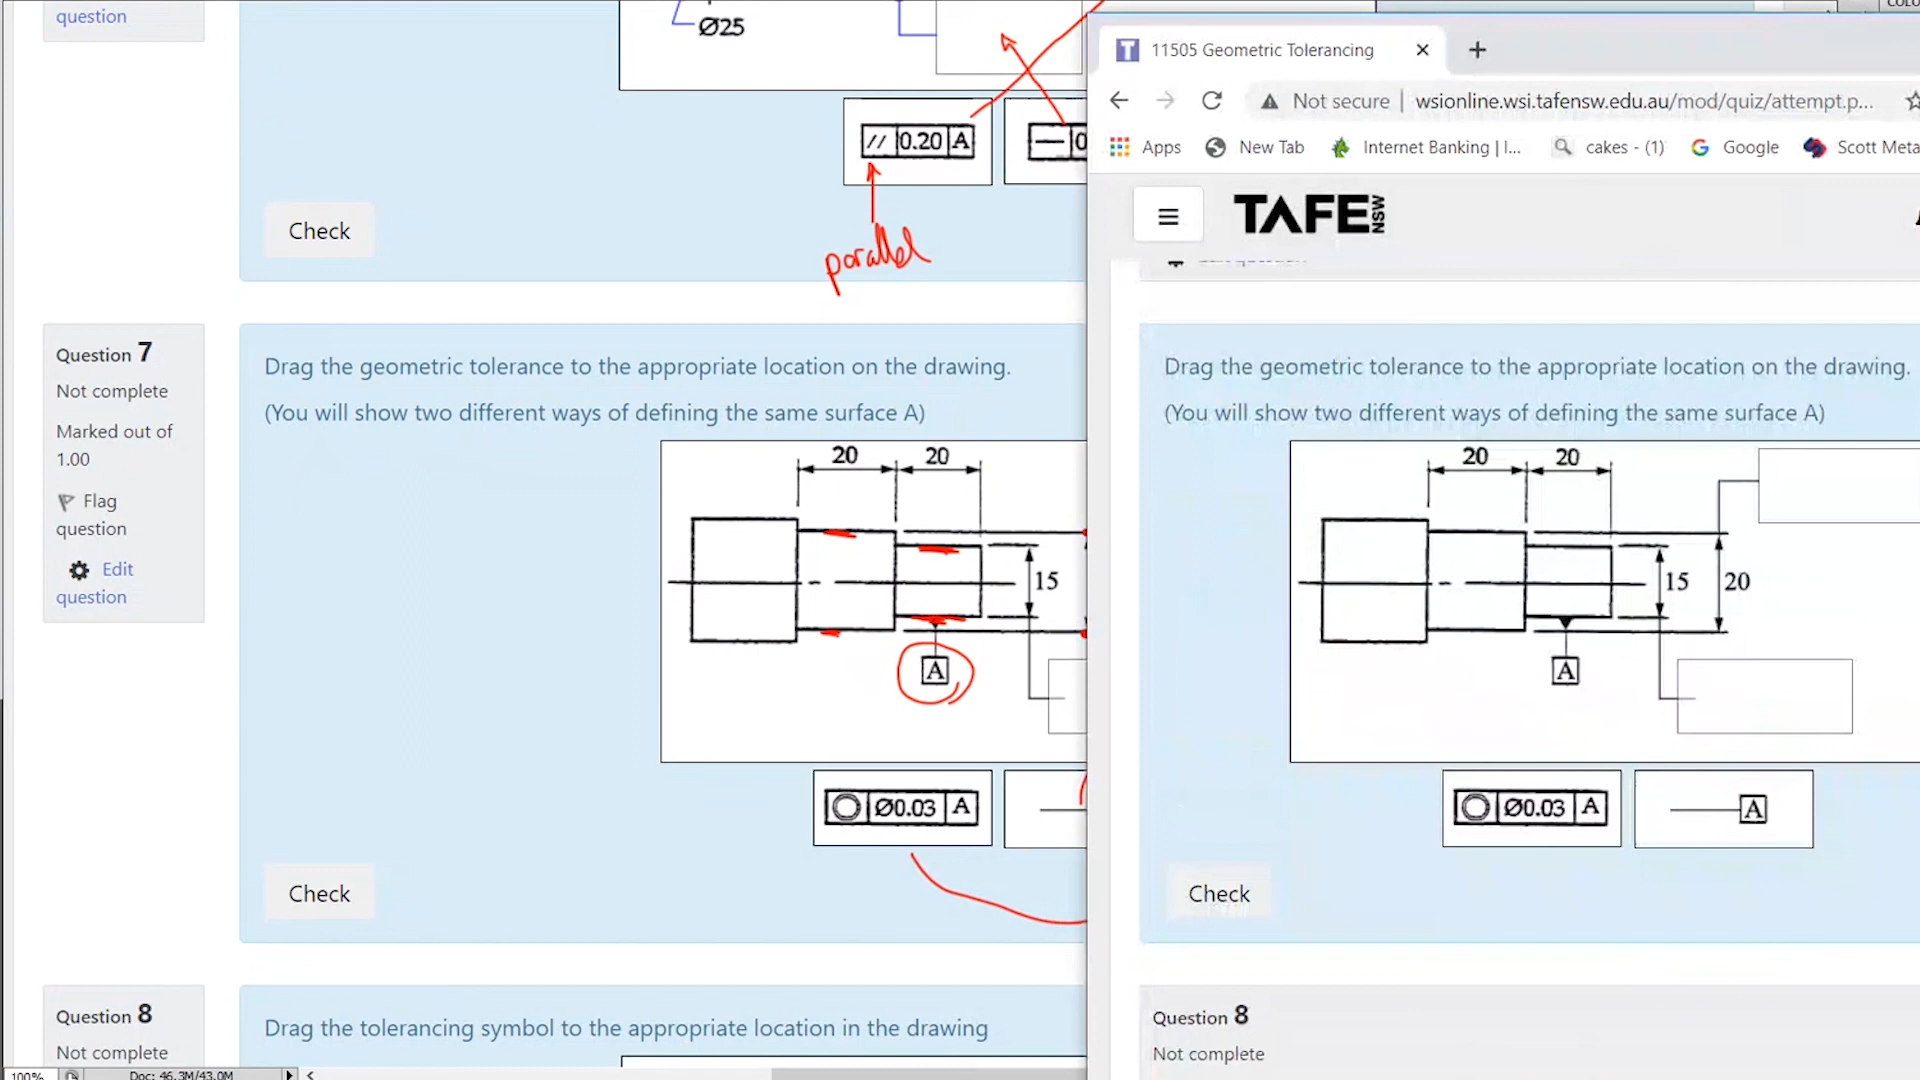 question
Ø25
// 0.20 A
parallel
Check
Question 7
Not complete
Marked out of
1.00
Flag
question
Edit
question
Drag the geometric tolerance to the appropriate location on the drawing.
(You will show two different ways of defining the same surface A)
20 20
15
A
Ø0.03 A
Check
Question 8
Not complete
Drag the tolerancing symbol to the appropriate location in the drawing
100% Doc: 46.3M/43.0M
11505 Geometric Tolerancing
Not secure wsionline.wsi.tafensw.edu.au/mod/quiz/attempt.p...
Apps New Tab Internet Banking | I... cakes - (1) Google Scott Meta
TAFE NSW
Drag the geometric tolerance to the appropriate location on the drawing.
(You will show two different ways of defining the same surface A)
20 20
15 20
A
Ø0.03 A
A
Check
Question 8
Not complete